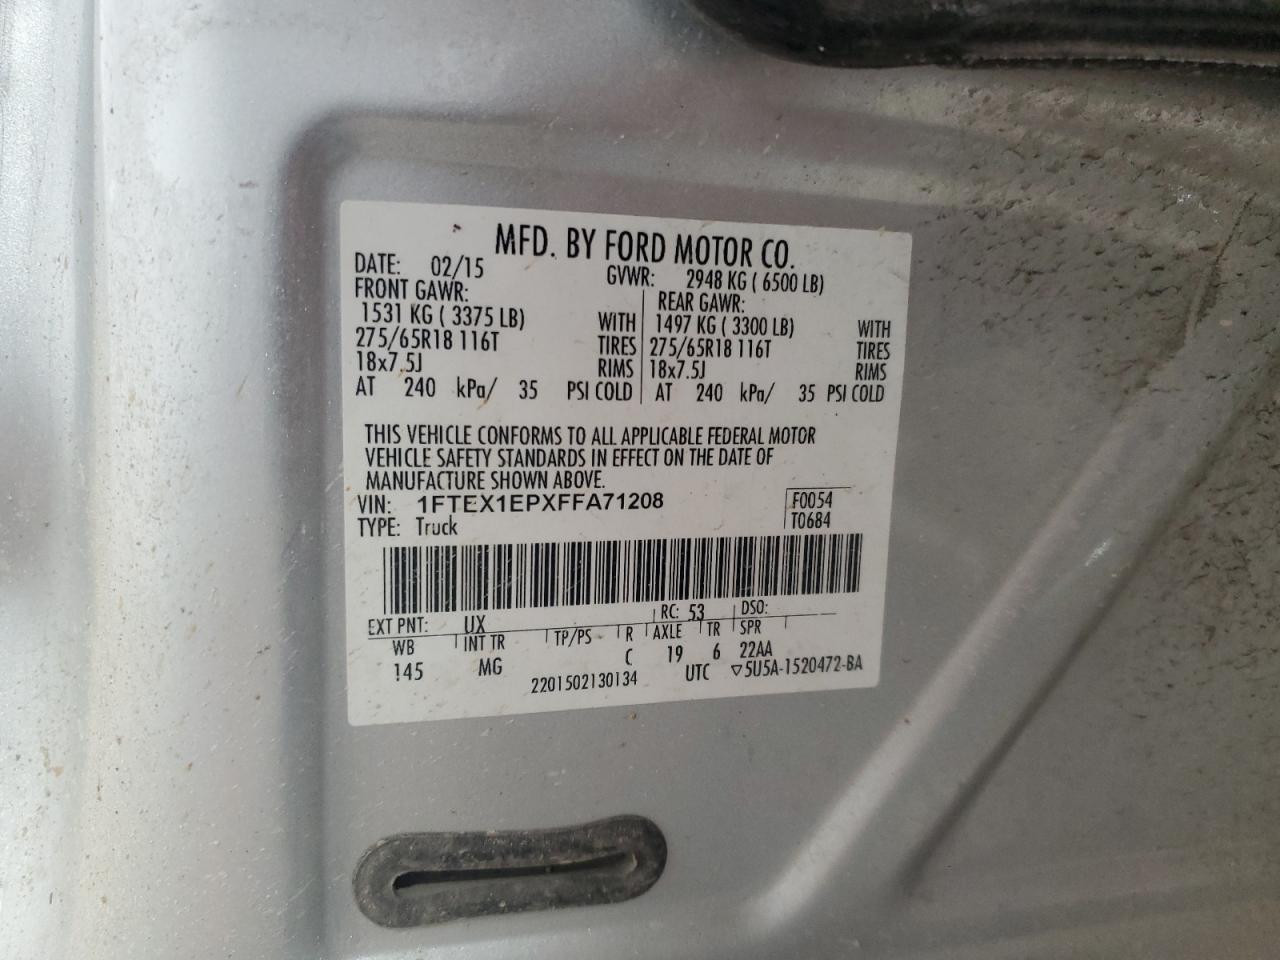 MFD. BY FORD MOTOR CO.
DATE: 02/15 GVWR: 2948 KG ( 6500 LB)
FRONT GAWR: REAR GAWR:
1531 KG ( 3375 LB) WITH 1497 KG ( 3300 LB) WITH
275/65R18 116T TIRES 275/65R18 116T TIRES
18x7.5J RIMS 18x7.5J RIMS
AT 240 kPa/ 35 PSI COLD AT 240 kPa/ 35 PSI COLD
THIS VEHICLE CONFORMS TO ALL APPLICABLE FEDERAL MOTOR
VEHICLE SAFETY STANDARDS IN EFFECT ON THE DATE OF
MANUFACTURE SHOWN ABOVE.
VIN: 1FTEX1EPXFFA71208 F0054
TYPE: Truck T0684
EXT PNT: UX RC: 53 DSO:
WB INT TR TP/PS R AXLE TR SPR
145 MG C 19 6 22AA
2201502130134 UTC ▽5U5A-1520472-BA